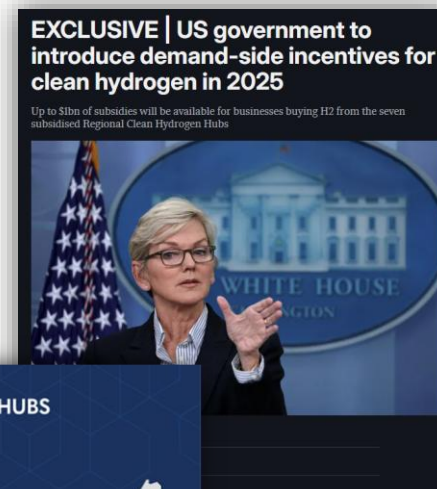 EXCLUSIVE | US government to
introduce demand-side incentives for
clean hydrogen in 2025
Up to $1bn of subsidies will be available for businesses buying H2 from the seven
subsidised Regional Clean Hydrogen Hubs
WHITE HOUSE
HUBS